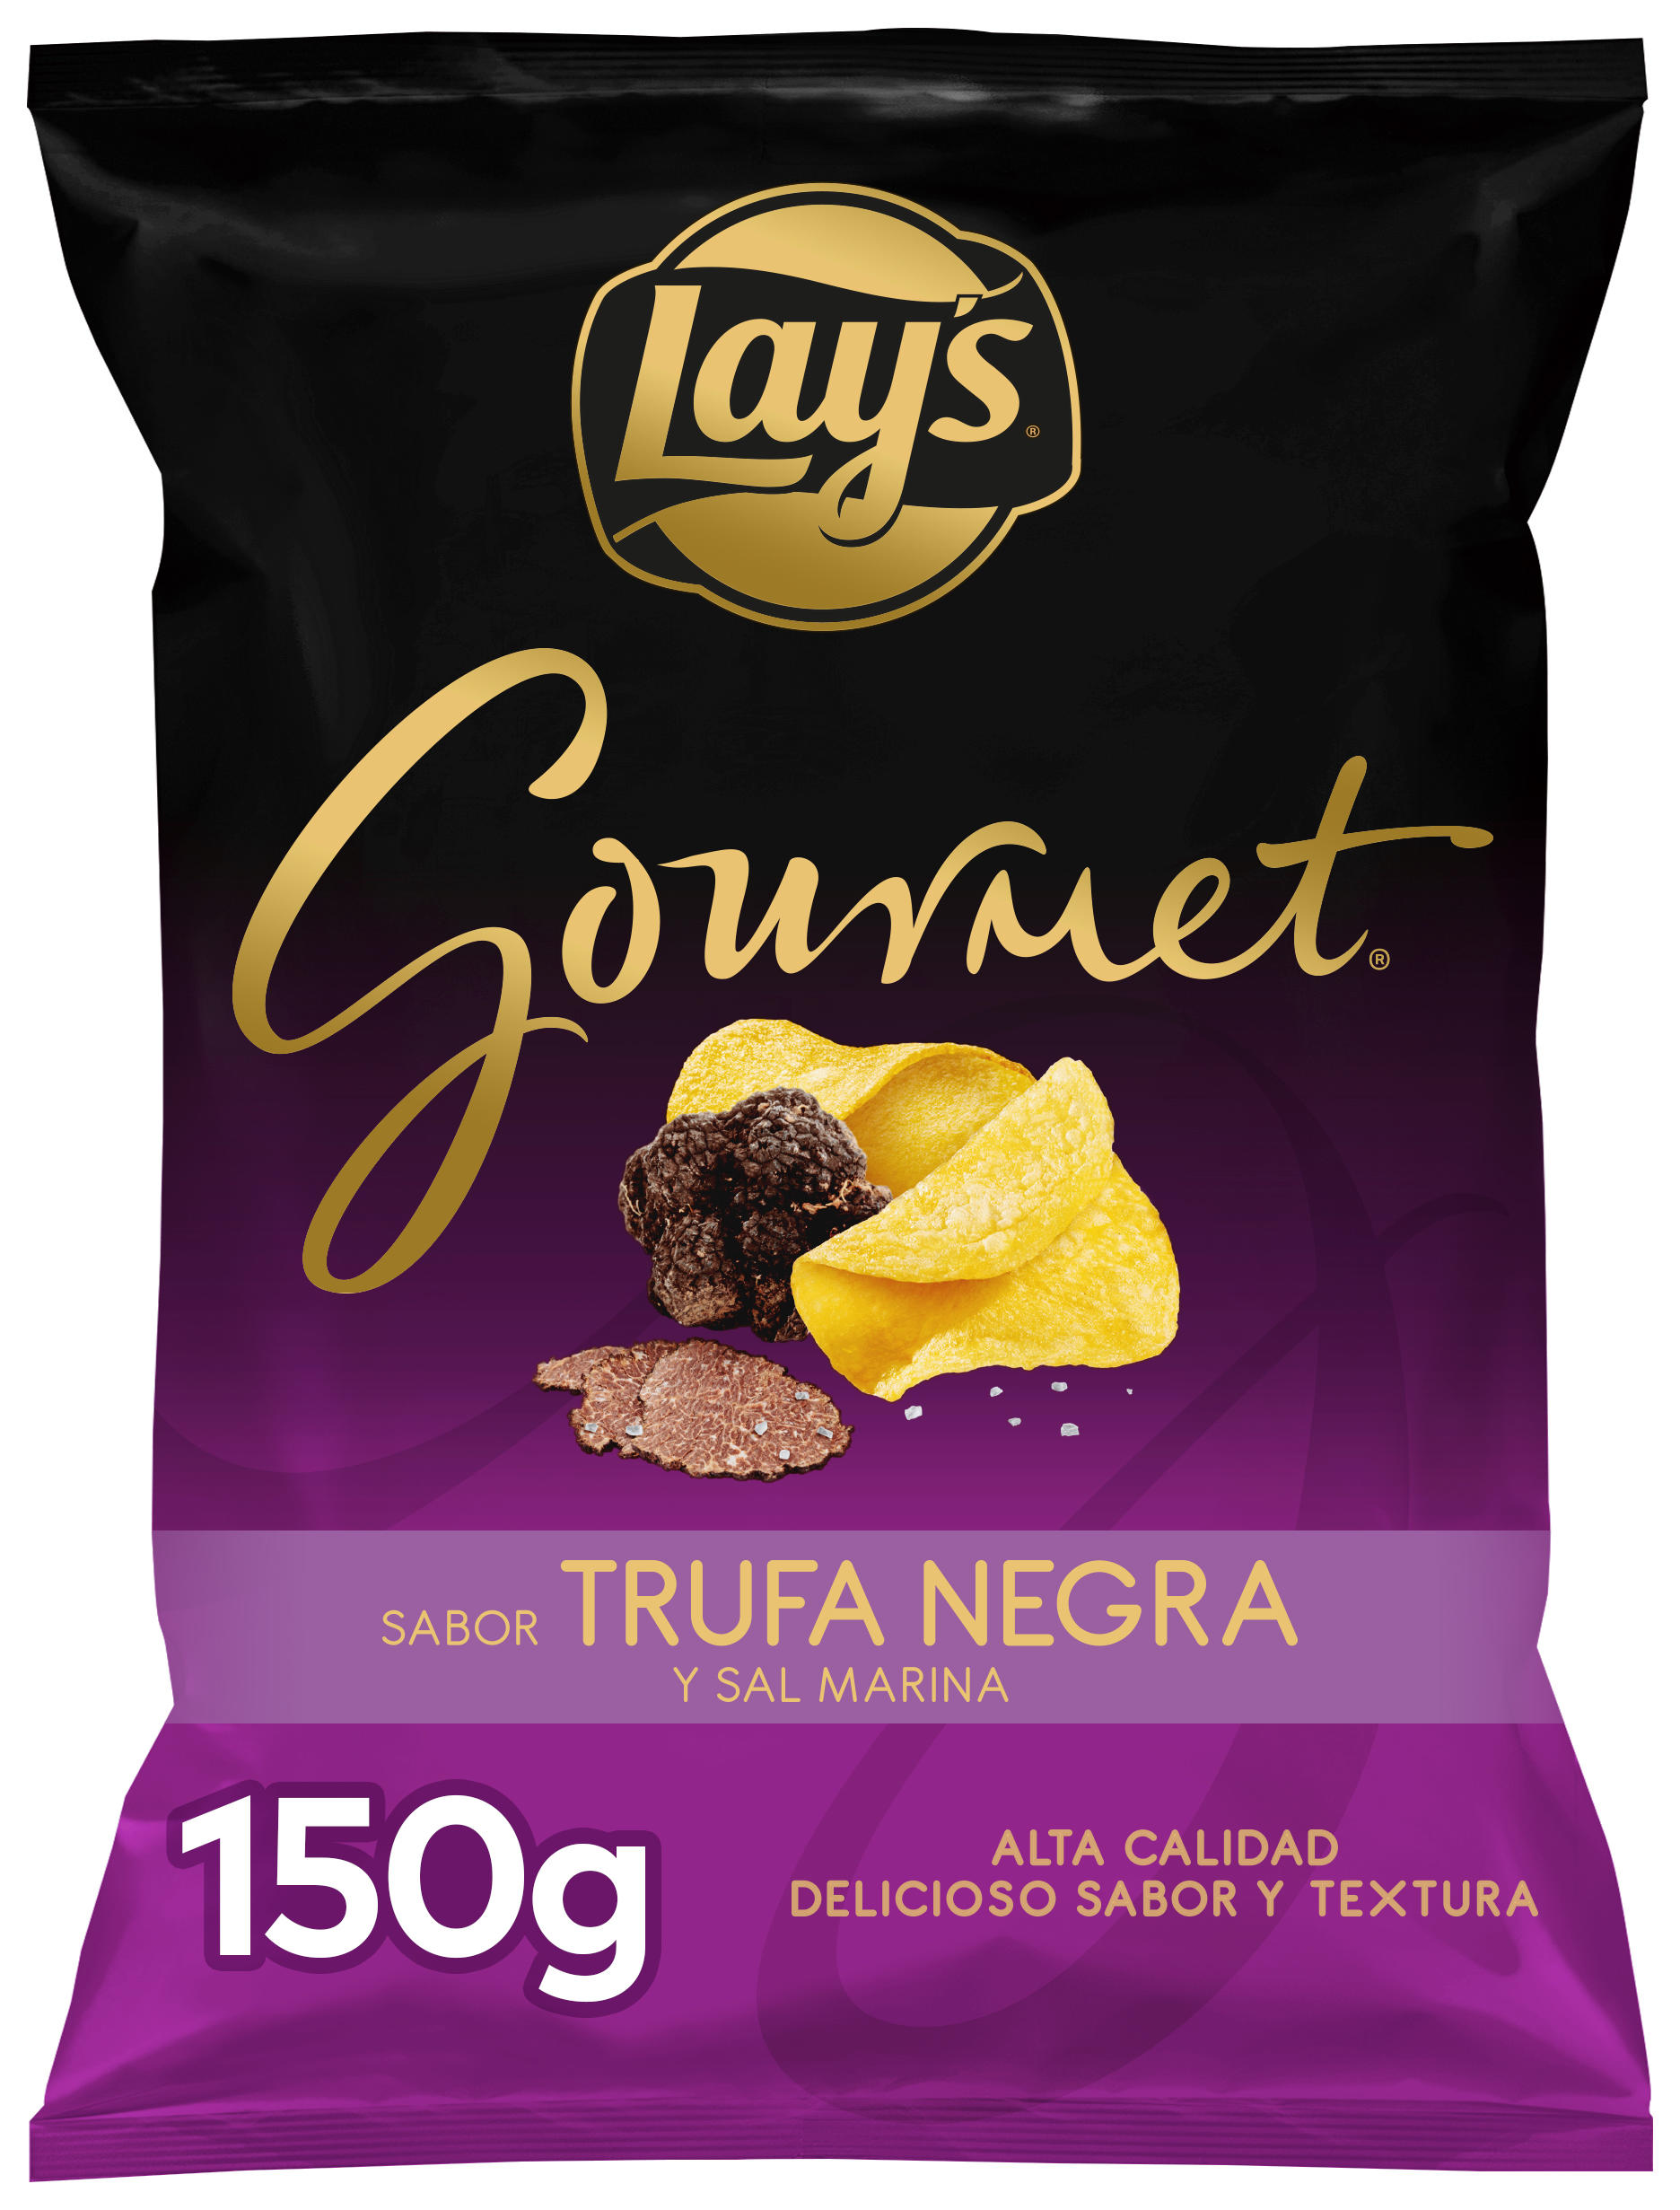 Lay's®
Gourmet®
SABOR TRUFA NEGRA
Y SAL MARINA
150g
ALTA CALIDAD
DELICIOSO SABOR Y TEXTURA